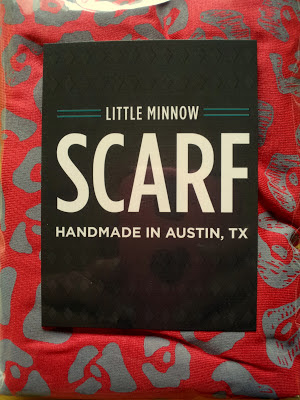 LITTLE MINNOW
SCARF
HANDMADE IN AUSTIN, TX